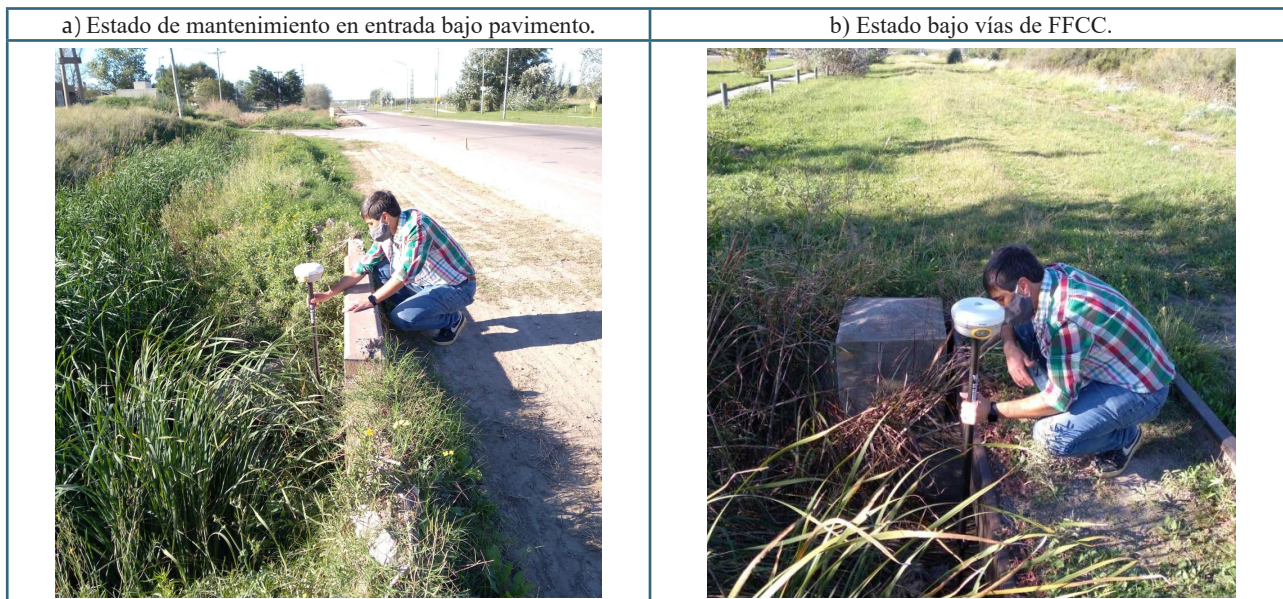 a) Estado de mantenimiento en entrada bajo pavimento.
b) Estado bajo vías de FFCC.